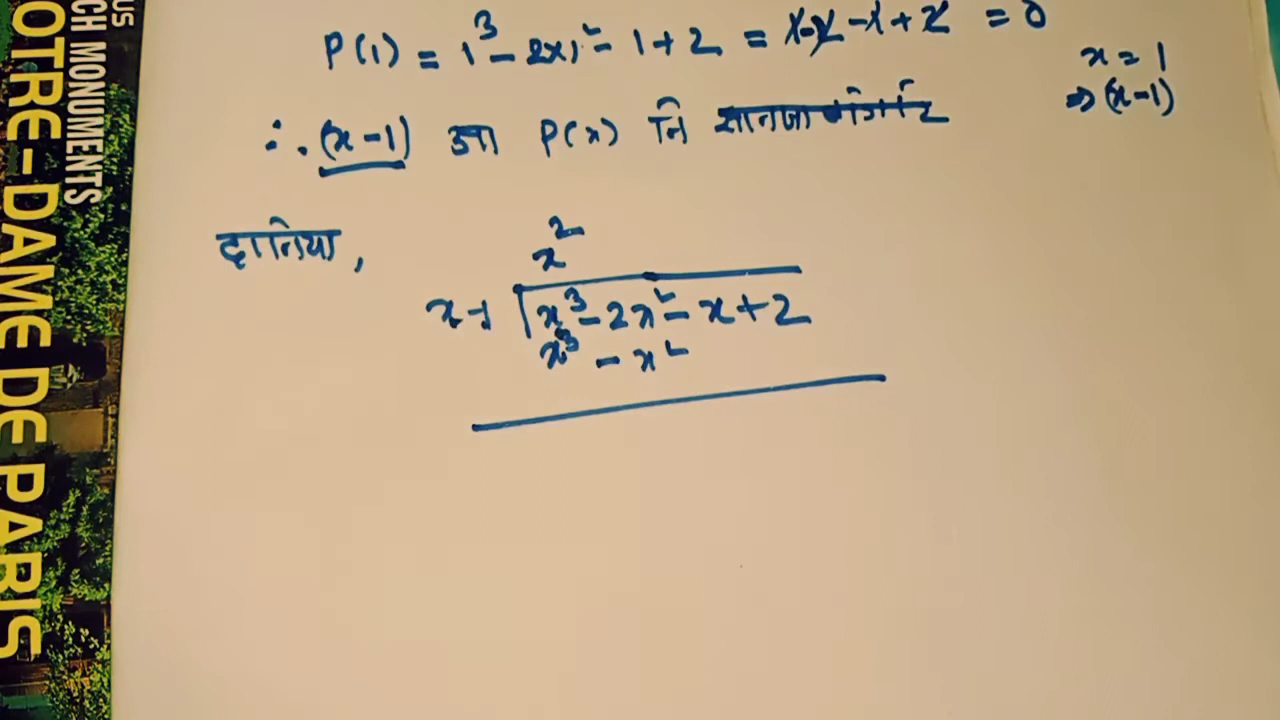 P(1) = 1³ - 2x1² - 1 + 2 = 1 - 2 - 1 + 2 = 0
x = 1
⇒ (x-1)
∴ (x-1) जा P(x) नि
x²
x-1 x³ - 2x² - x + 2
x³ - x²
US
CH MONUMENTS
OTRE-DAME DE PARIS